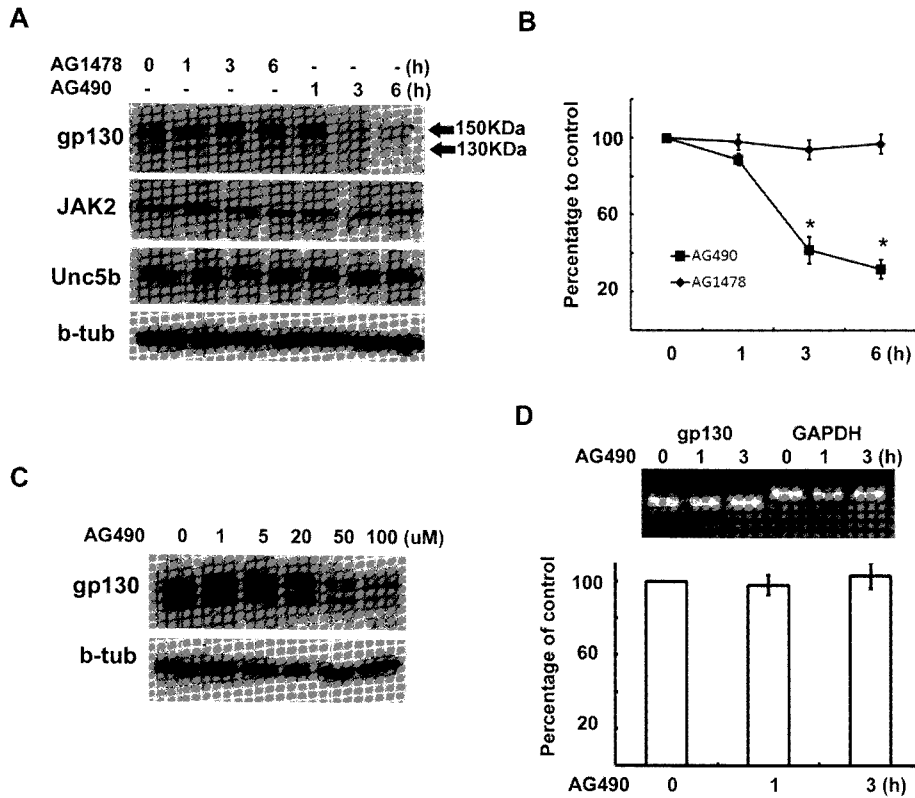 A
AG1478 0 1 3 6 - - - (h)
AG490 - - - - 1 3 6 (h)
gp130
150KDa
130KDa
JAK2
Unc5b
b-tub
B
Percentatge to control
100
60
20
* *
AG490
AG1478
0 1 3 6 (h)
C
AG490 0 1 5 20 50 100 (uM)
gp130
b-tub
D
gp130 GAPDH
AG490 0 1 3 0 1 3 (h)
Percentage of control
100
60
20
AG490 0 1 3 (h)